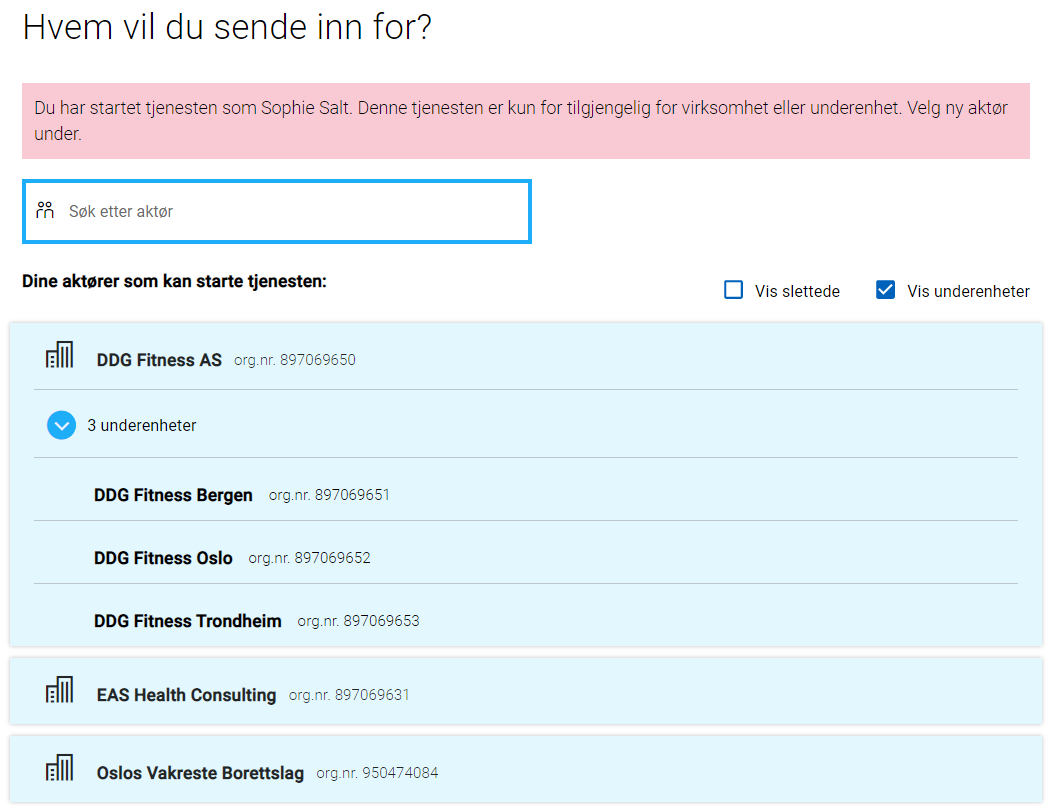 Hvem vil du sende inn for?
Du har startet tjenesten som Sophie Salt. Denne tjenesten er kun for tilgjengelig for virksomhet eller underenhet. Velg ny aktør
under.
Søk etter aktør
Dine aktører som kan starte tjenesten:
Vis slettede
Vis underenheter
DDG Fitness AS org.nr. 897069650
3 underenheter
DDG Fitness Bergen org.nr. 897069651
DDG Fitness Oslo org.nr. 897069652
DDG Fitness Trondheim org.nr. 897069653
EAS Health Consulting org.nr. 897069631
Oslos Vakreste Borettslag org.nr. 950474084